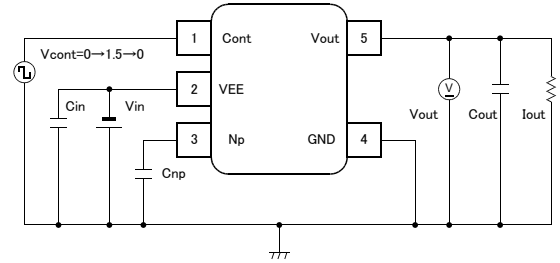 1 Cont Vout 5
Vcont=0→1.5→0
2 VEE
Cin Vin
V
Vout Cout Iout
3 Np GND 4
Cnp